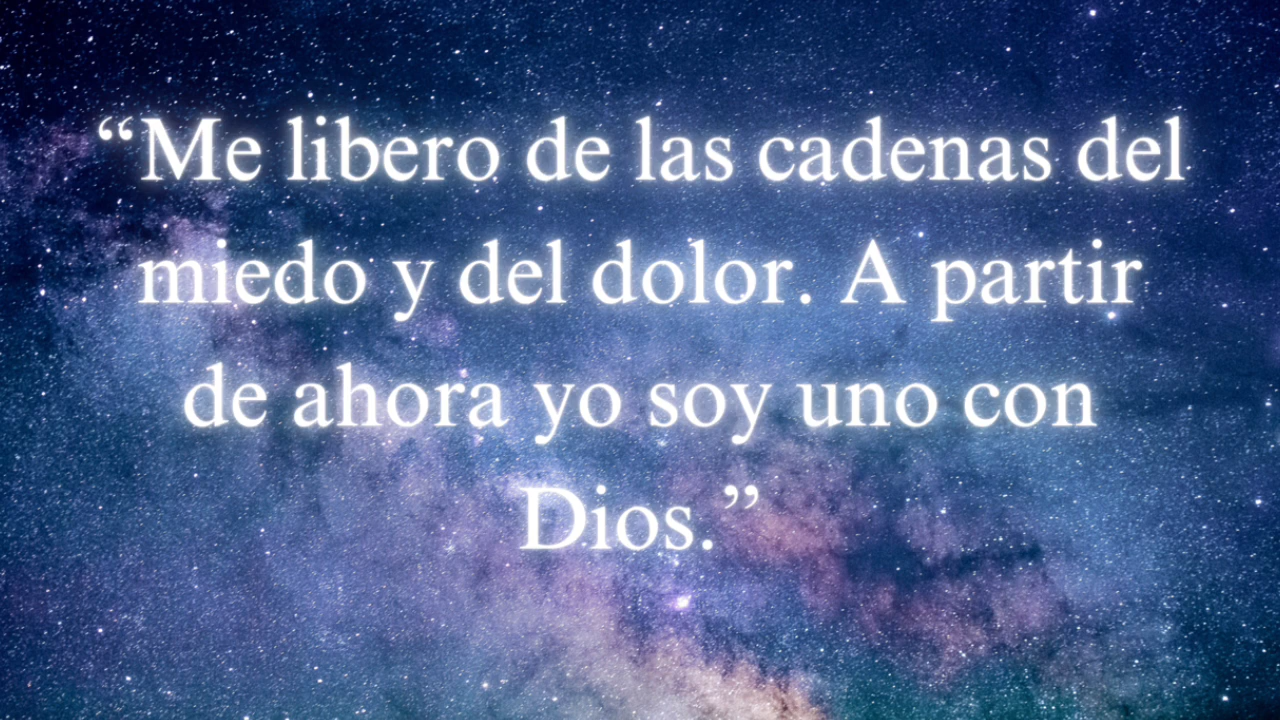 “Me libero de las cadenas del
miedo y del dolor. A partir
de ahora yo soy uno con
Dios.”